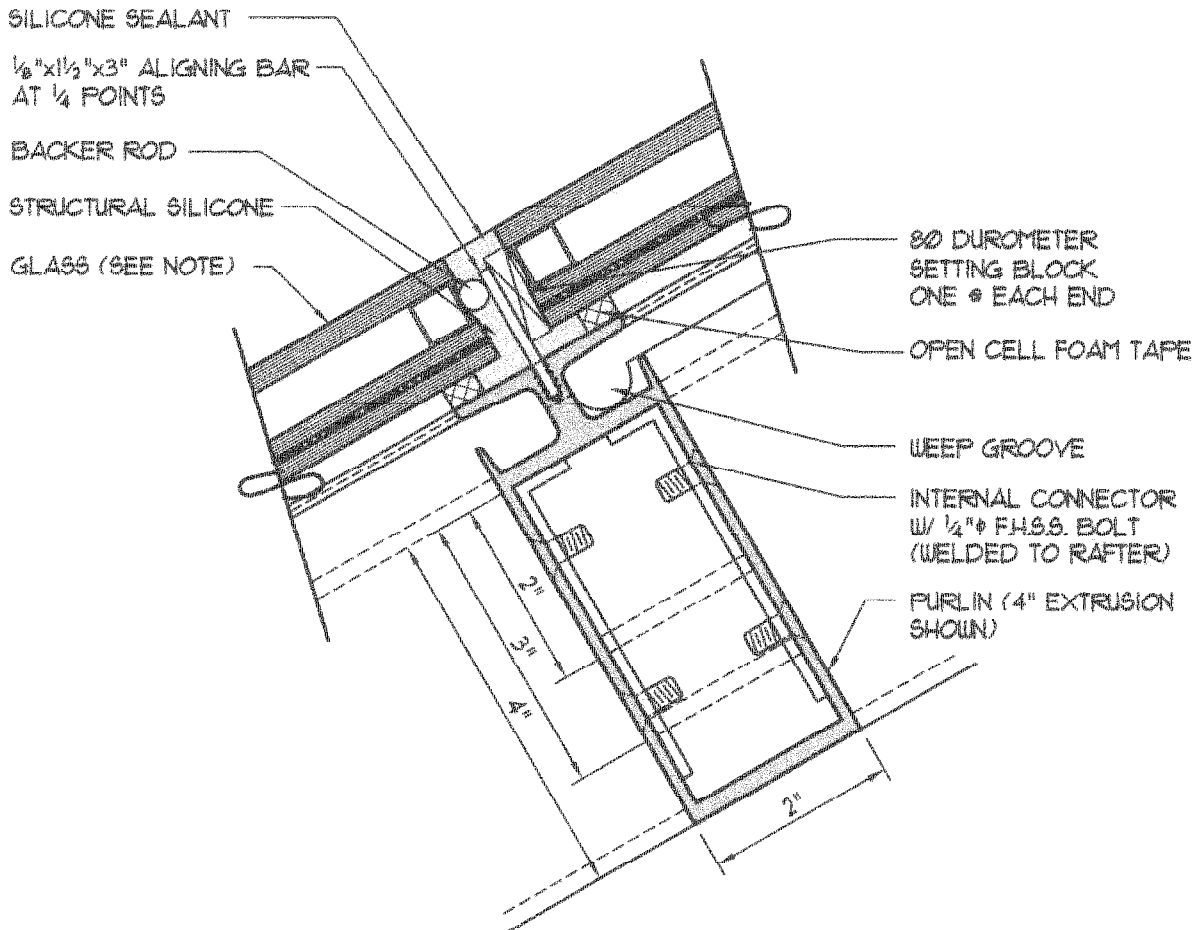 SILICONE SEALANT
1/8"x1 1/2"x3" ALIGNING BAR
AT 1/4 POINTS
BACKER ROD
STRUCTURAL SILICONE
GLASS (SEE NOTE)
80 DUROMETER
SETTING BLOCK
ONE @ EACH END
OPEN CELL FOAM TAPE
WEEP GROOVE
INTERNAL CONNECTOR
W/ 1/4"ϕ F.H.S.S. BOLT
(WELDED TO RAFTER)
PURLIN (4" EXTRUSION
SHOWN)
2"
3"
4"
2"